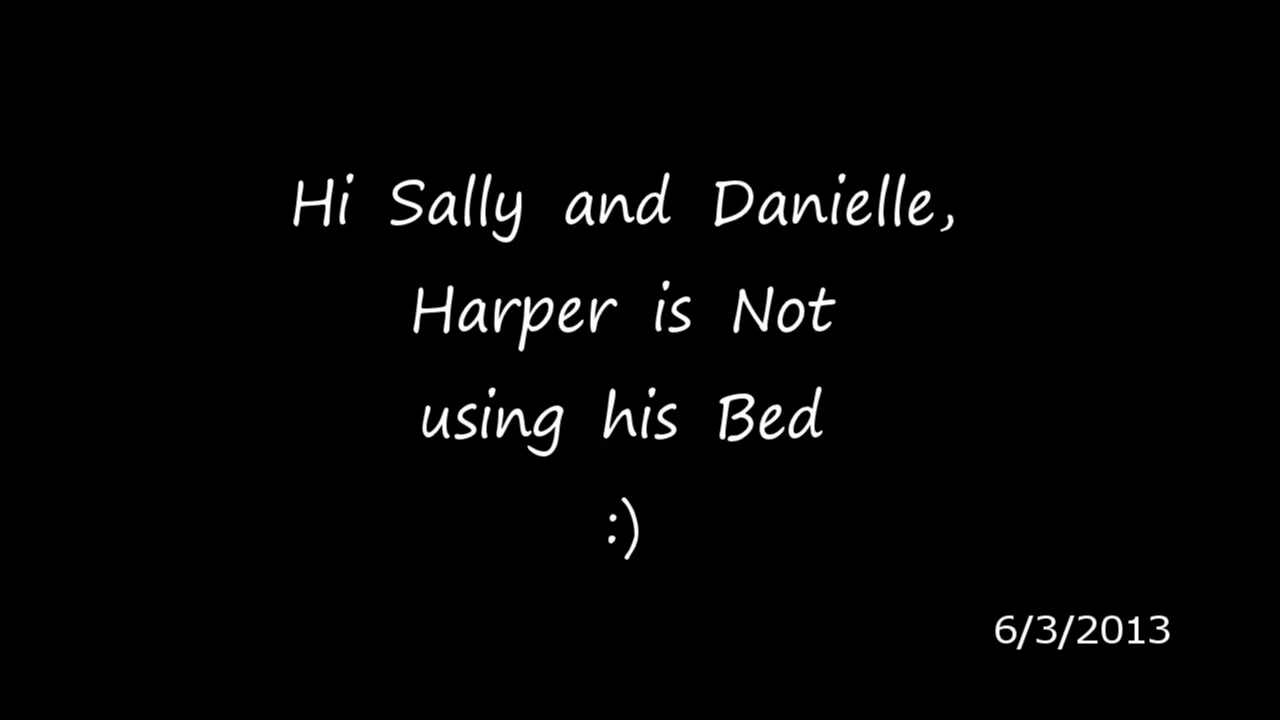 Hi Sally and Danielle,
Harper is Not
using his Bed
:)
6/3/2013